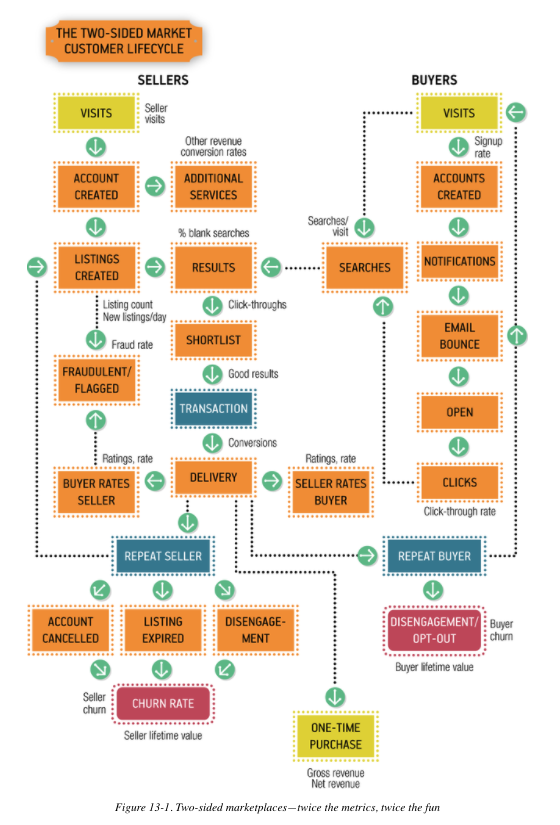 THE TWO-SIDED MARKET
CUSTOMER LIFECYCLE
SELLERS
BUYERS
VISITS
Seller
visits
VISITS
Signup
rate
Other revenue
conversion rates
ACCOUNT
CREATED
ADDITIONAL
SERVICES
ACCOUNTS
CREATED
Searches/
visit
% blank searches
LISTINGS
CREATED
RESULTS
SEARCHES
NOTIFICATIONS
Listing count
New listings/day
Click-throughs
Fraud rate
SHORTLIST
EMAIL
BOUNCE
FRAUDULENT/
FLAGGED
Good results
TRANSACTION
OPEN
Conversions
Ratings, rate
Ratings, rate
BUYER RATES
SELLER
DELIVERY
SELLER RATES
BUYER
CLICKS
Click-through rate
REPEAT SELLER
REPEAT BUYER
ACCOUNT
CANCELLED
LISTING
EXPIRED
DISENGAGE-
MENT
DISENGAGEMENT/
OPT-OUT
Buyer
churn
Buyer lifetime value
Seller
churn
CHURN RATE
Seller lifetime value
ONE-TIME
PURCHASE
Gross revenue
Net revenue
Figure 13-1. Two-sided marketplaces—twice the metrics, twice the fun